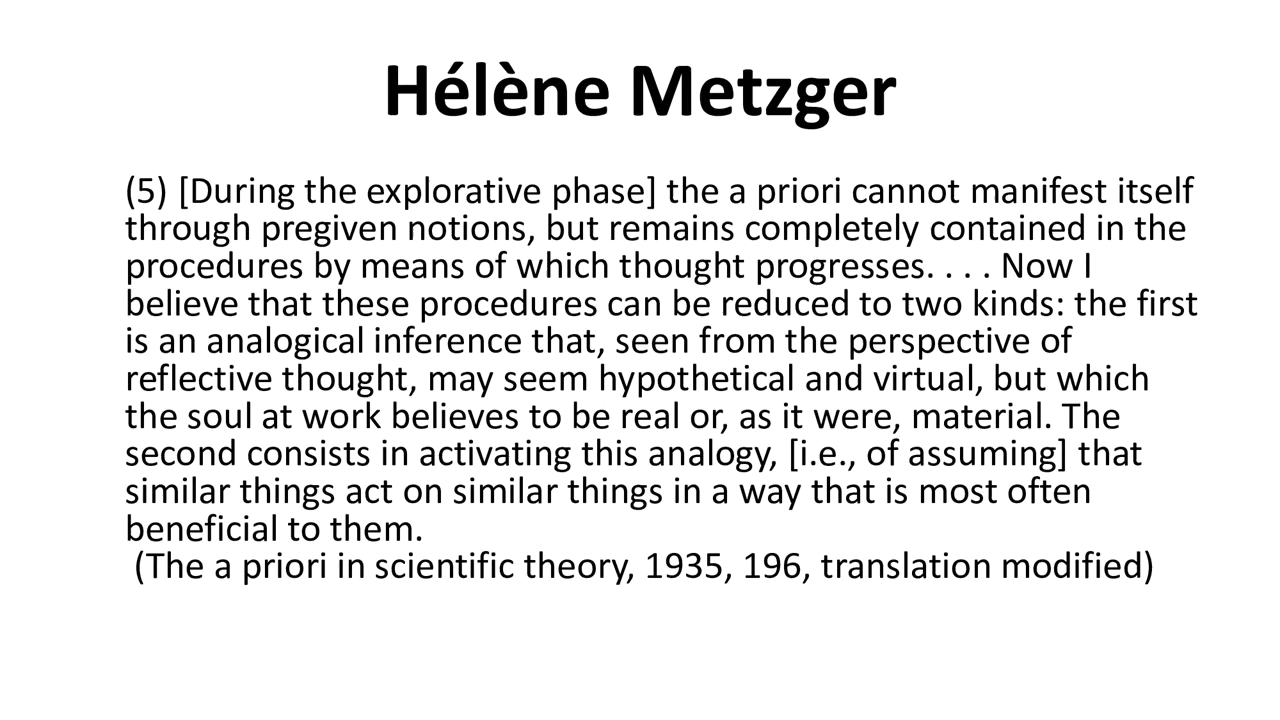 Hélène Metzger
(5) [During the explorative phase] the a priori cannot manifest itself
through pregiven notions, but remains completely contained in the
procedures by means of which thought progresses. . . . Now I
believe that these procedures can be reduced to two kinds: the first
is an analogical inference that, seen from the perspective of
reflective thought, may seem hypothetical and virtual, but which
the soul at work believes to be real or, as it were, material. The
second consists in activating this analogy, [i.e., of assuming] that
similar things act on similar things in a way that is most often
beneficial to them.
(The a priori in scientific theory, 1935, 196, translation modified)